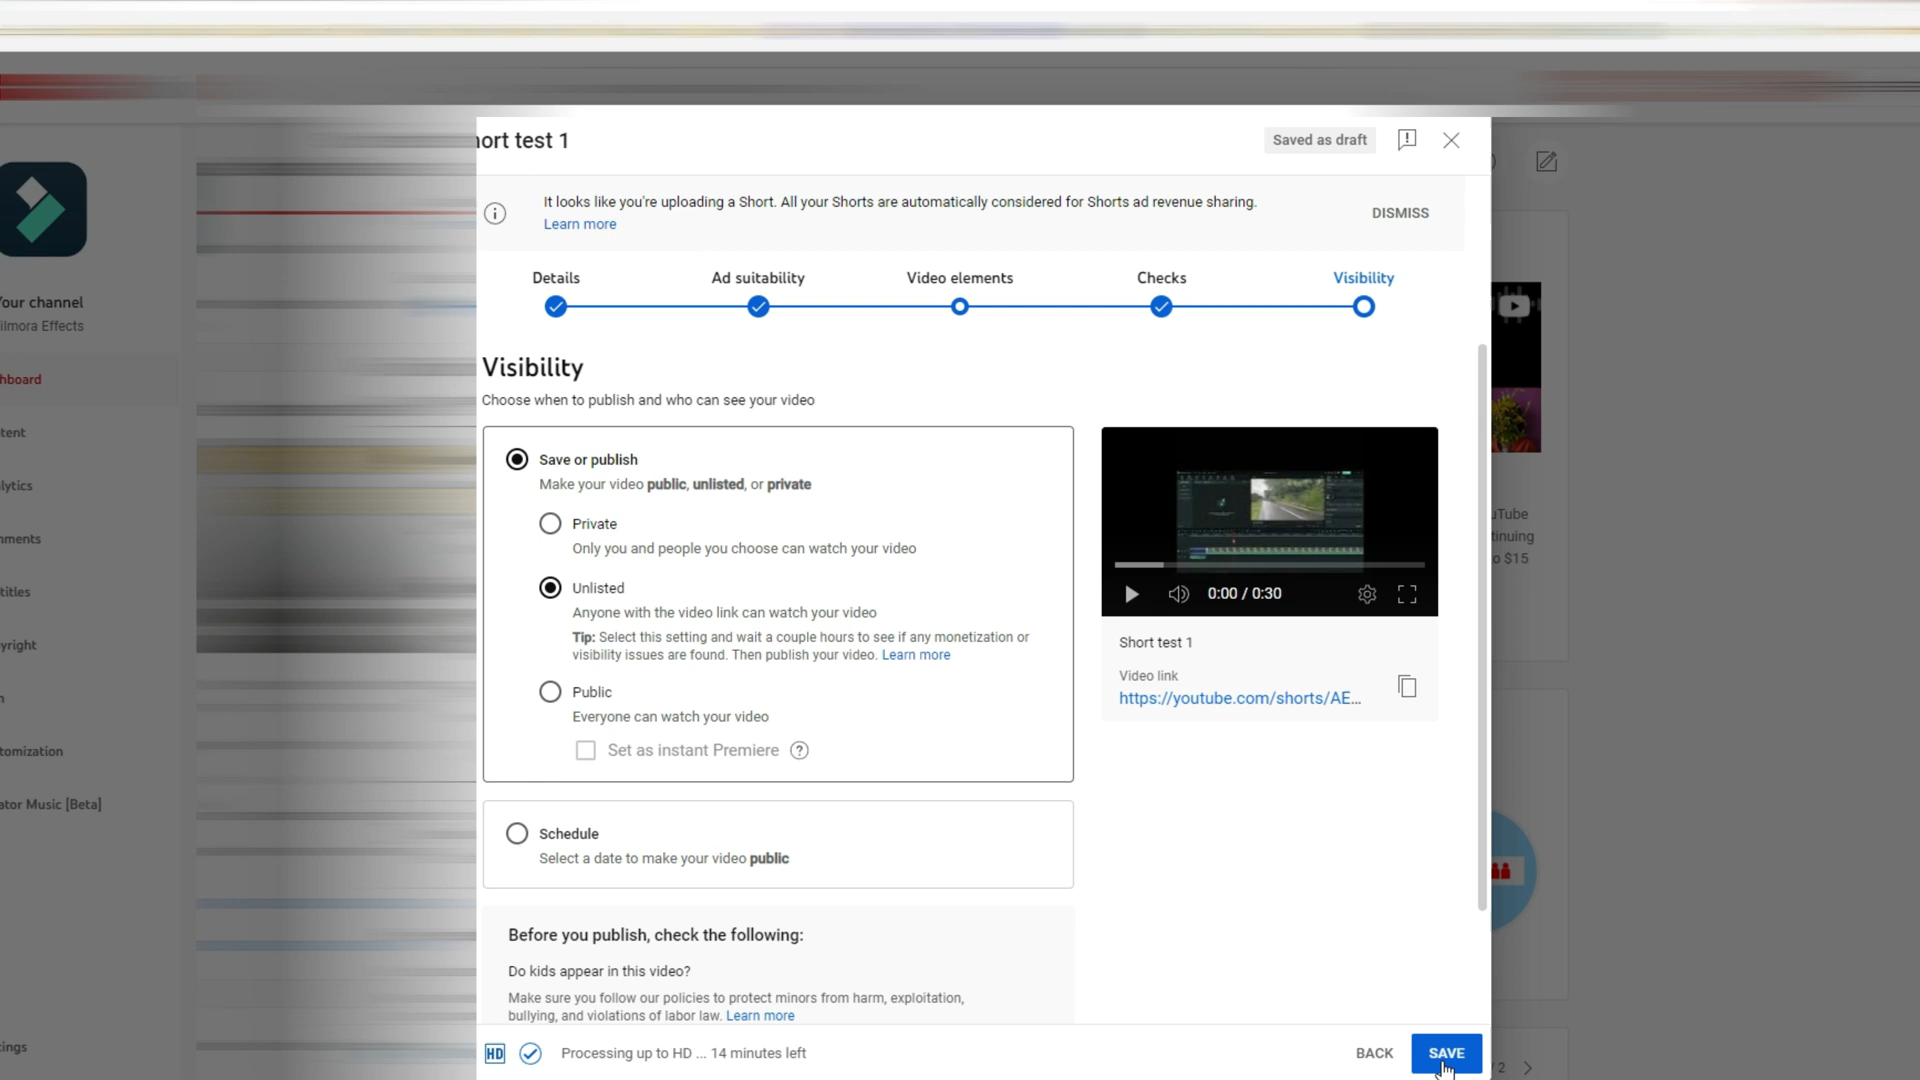 hort test 1
Saved as draft
It looks like you're uploading a Short. All your Shorts are automatically considered for Shorts ad revenue sharing.
Learn more
DISMISS
Details
Ad suitability
Video elements
Checks
Visibility
Visibility
Choose when to publish and who can see your video
Save or publish
Make your video public, unlisted, or private
Private
Only you and people you choose can watch your video
Unlisted
Anyone with the video link can watch your video
Tip: Select this setting and wait a couple hours to see if any monetization or
visibility issues are found. Then publish your video. Learn more
Public
Everyone can watch your video
Set as instant Premiere
Schedule
Select a date to make your video public
Before you publish, check the following:
Do kids appear in this video?
Make sure you follow our policies to protect minors from harm, exploitation,
bullying, and violations of labor law. Learn more
0:00 / 0:30
Short test 1
Video link
https://youtube.com/shorts/AE...
HD
Processing up to HD ... 14 minutes left
BACK
SAVE
Your channel
ilmora Effects
hboard
tent
lytics
nments
titles
yright
n
tomization
ator Music [Beta]
ings
uTube
tinuing
o $15
/ 2